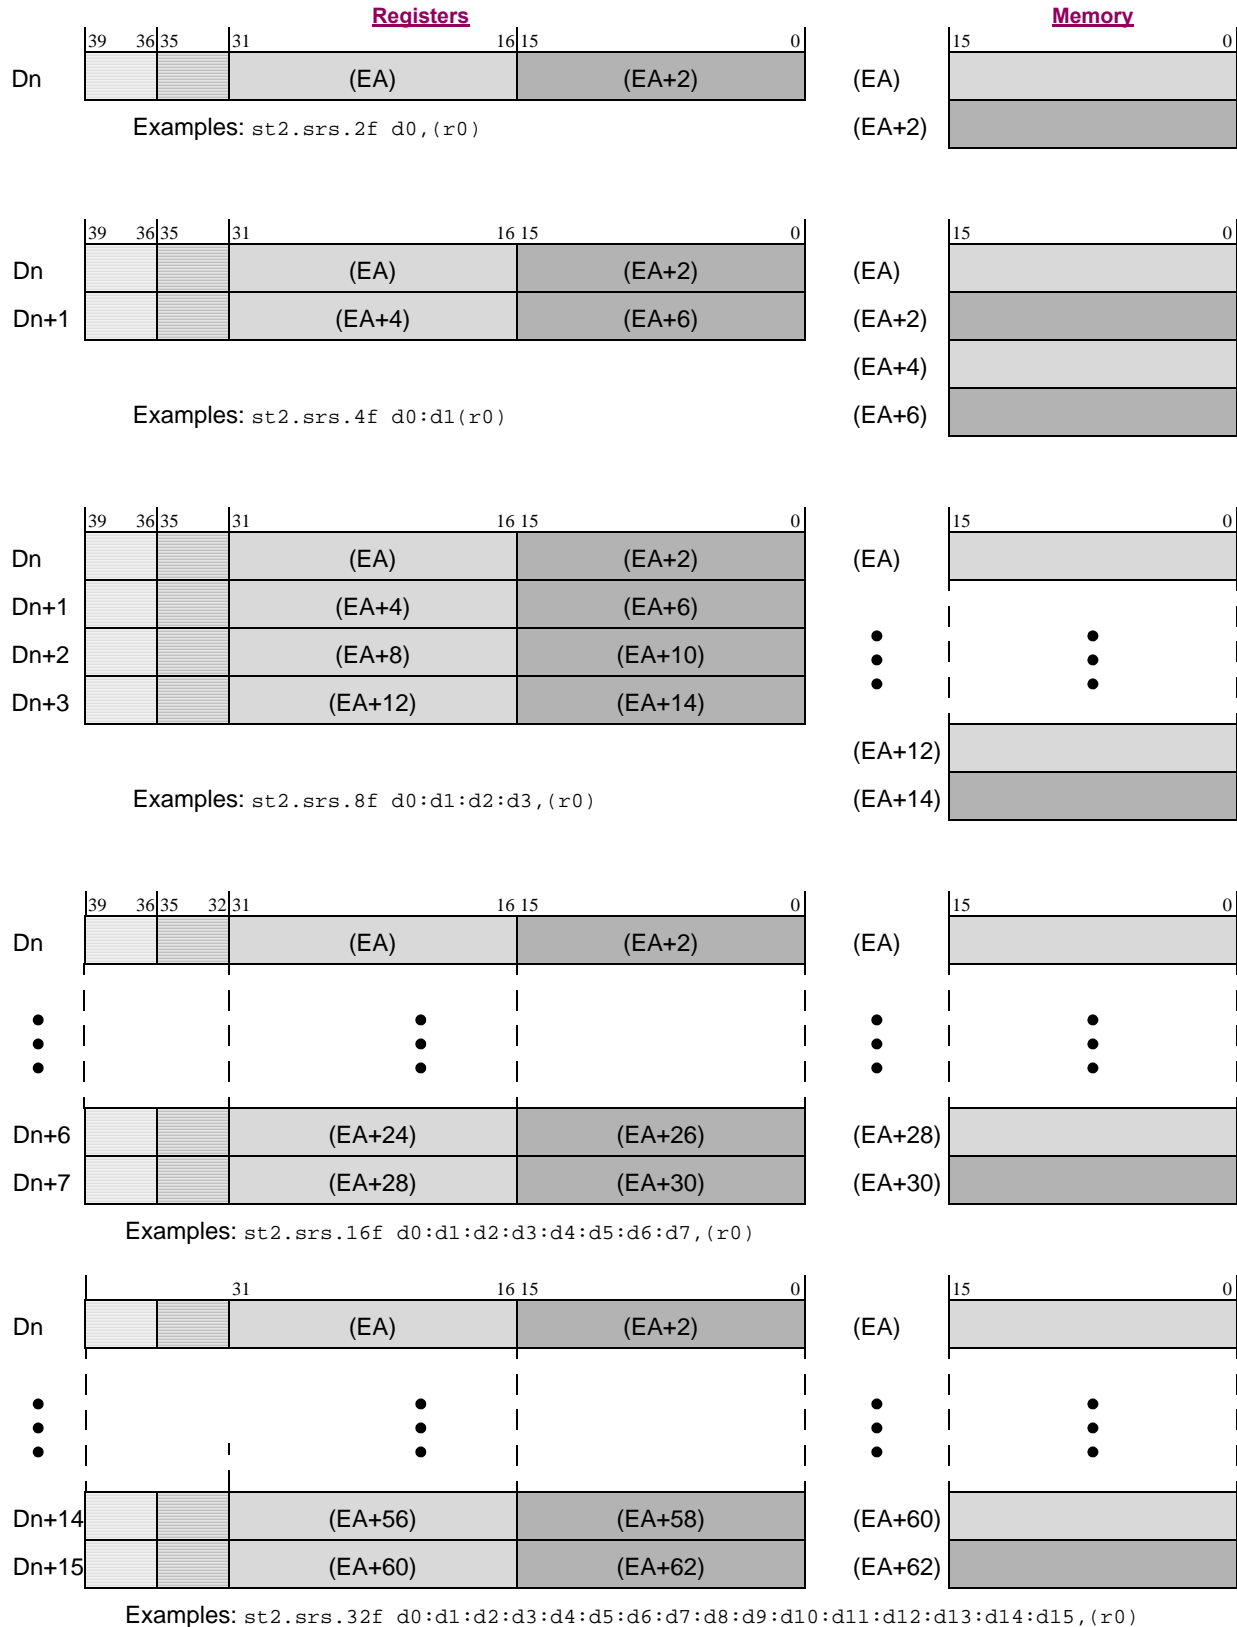 Registers Memory
39 36 35 31 16 15 0 15 0
Dn (EA) (EA+2) (EA)
Examples: st2.srs.2f d0,(r0) (EA+2)
39 36 35 31 16 15 0 15 0
Dn (EA) (EA+2) (EA)
Dn+1 (EA+4) (EA+6) (EA+2)
(EA+4)
Examples: st2.srs.4f d0:d1(r0) (EA+6)
39 36 35 31 16 15 0 15 0
Dn (EA) (EA+2) (EA)
Dn+1 (EA+4) (EA+6)
Dn+2 (EA+8) (EA+10)
Dn+3 (EA+12) (EA+14)
(EA+12)
Examples: st2.srs.8f d0:d1:d2:d3,(r0) (EA+14)
39 36 35 32 31 16 15 0 15 0
Dn (EA) (EA+2) (EA)
Dn+6 (EA+24) (EA+26) (EA+28)
Dn+7 (EA+28) (EA+30) (EA+30)
Examples: st2.srs.16f d0:d1:d2:d3:d4:d5:d6:d7,(r0)
31 16 15 0 15 0
Dn (EA) (EA+2) (EA)
Dn+14 (EA+56) (EA+58) (EA+60)
Dn+15 (EA+60) (EA+62) (EA+62)
Examples: st2.srs.32f d0:d1:d2:d3:d4:d5:d6:d7:d8:d9:d10:d11:d12:d13:d14:d15,(r0)